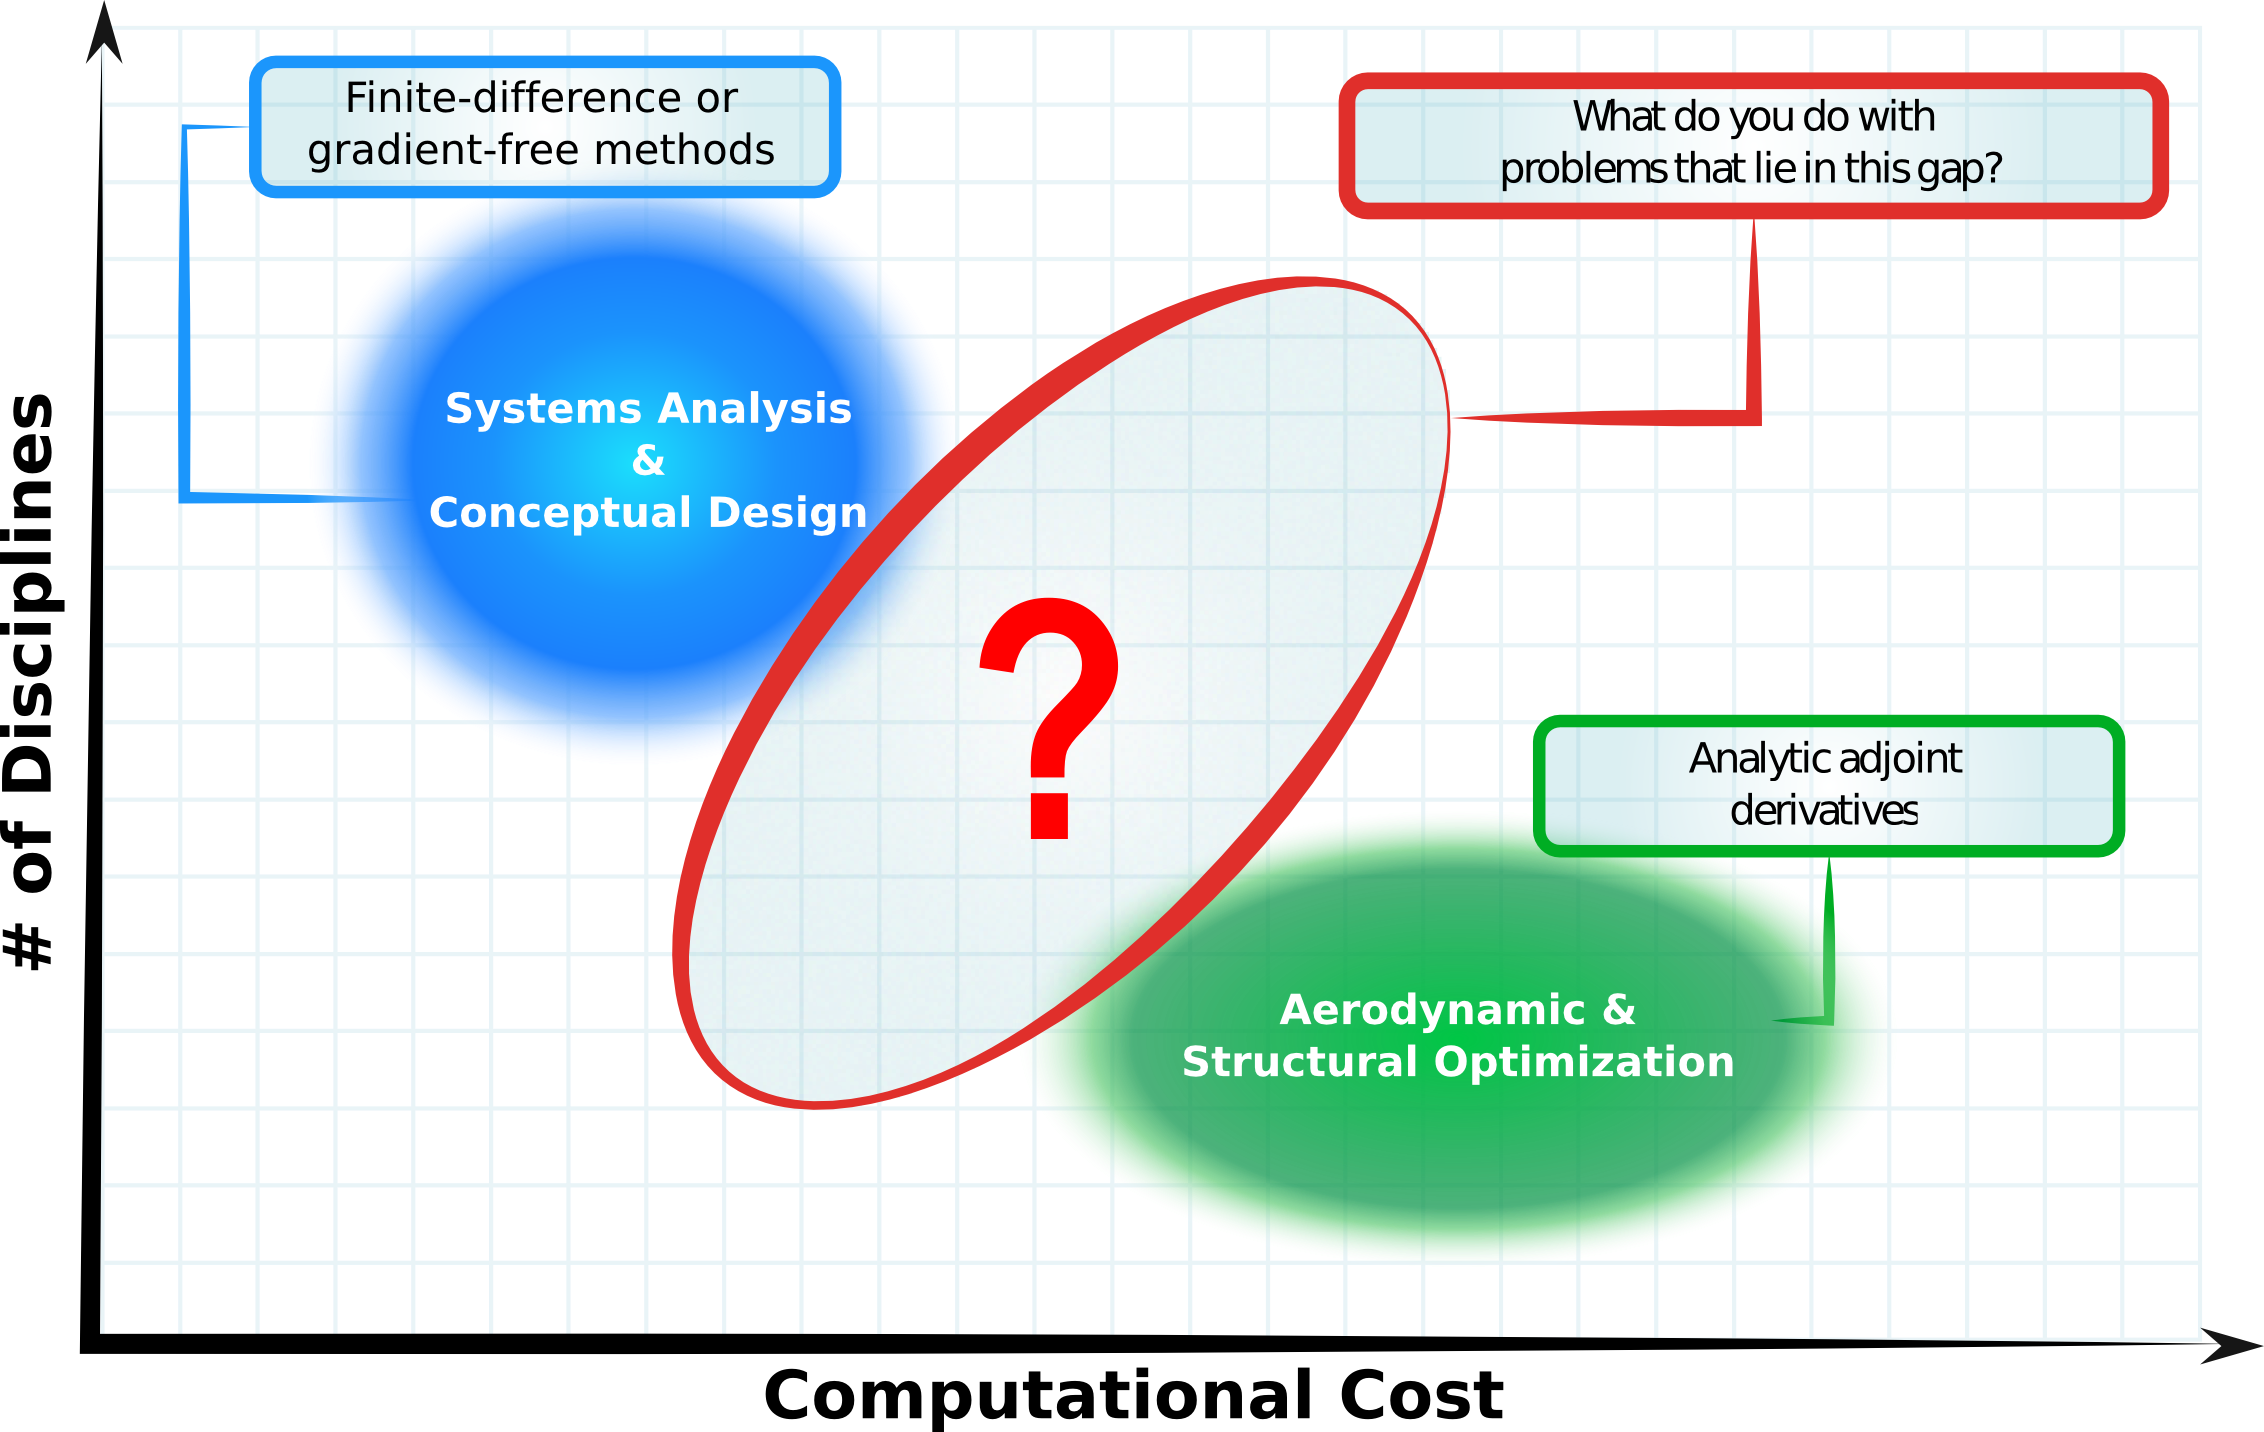 Finite-difference or
gradient-free methods
What do you do with
problems that lie in this gap?
Systems Analysis
&
Conceptual Design
?
Analytic adjoint
derivatives
Aerodynamic &
Structural Optimization
# of Disciplines
Computational Cost